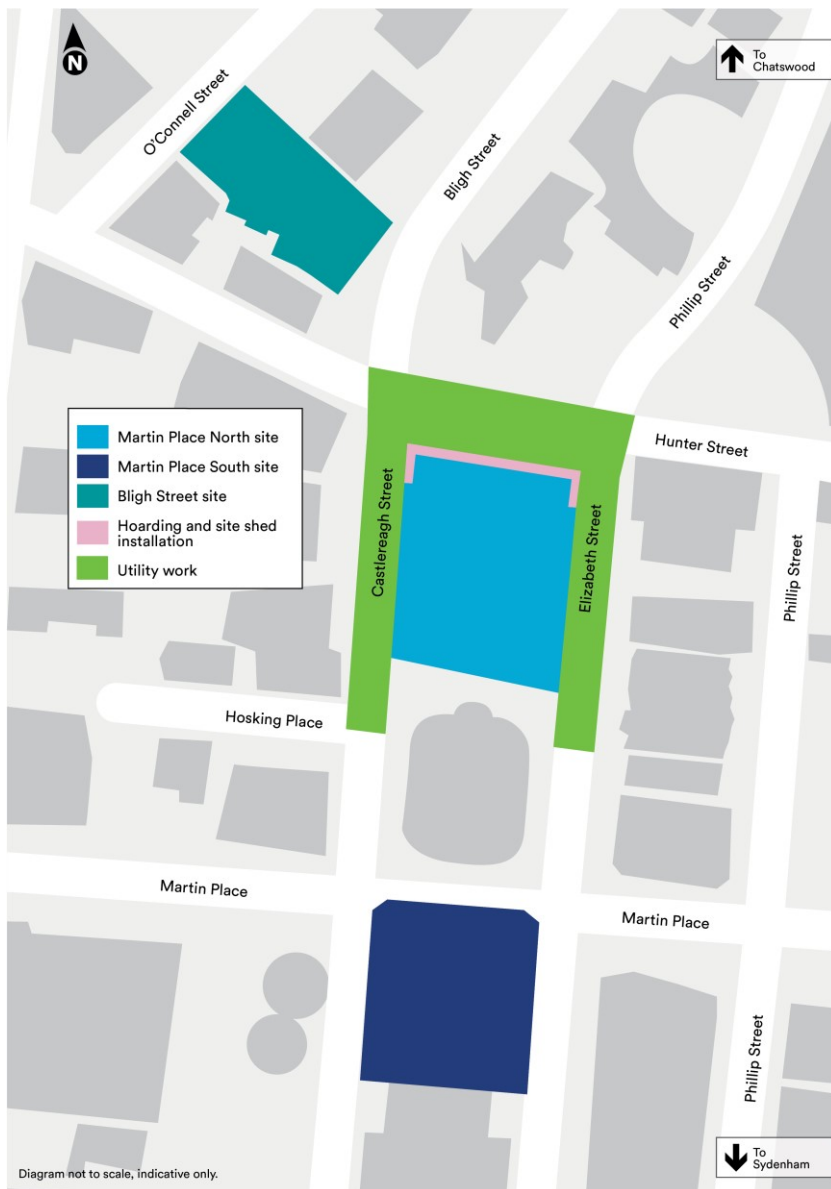 N
To
Chatswood
O'Connell Street
Bligh Street
Phillip Street
Hunter Street
Martin Place North site
Martin Place South site
Bligh Street site
Hoarding and site shed
installation
Utility work
Castlereagh Street
Elizabeth Street
Phillip Street
Hosking Place
Martin Place
Martin Place
Phillip Street
To
Sydenham
Diagram not to scale, indicative only.